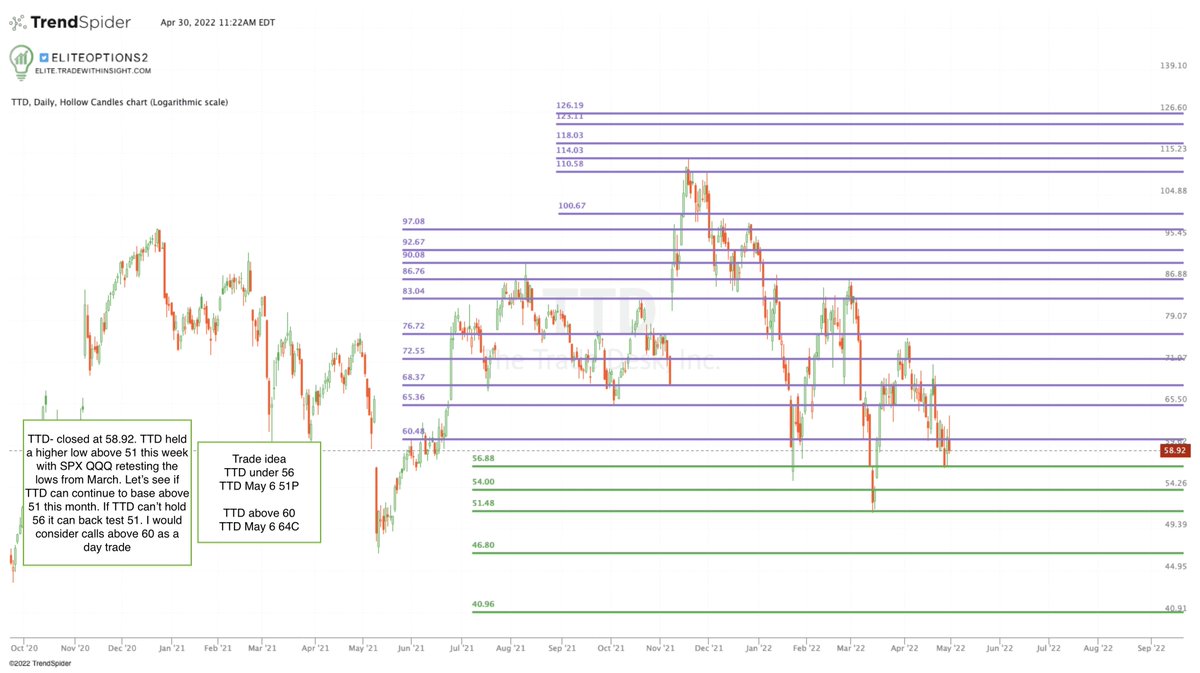 TrendSpider
Apr 30, 2022 11:22AM EDT
ELITEOPTIONS2
ELITE.TRADEWITHINSIGHT.COM
TTD, Daily, Hollow Candles chart (Logarithmic scale)
139.10
126.60
115.23
104.88
95.45
86.88
79.07
71.97
65.50
58.92
54.26
49.39
44.95
40.91
126.19
123.11
118.03
114.03
110.58
100.67
97.08
92.67
90.08
86.76
83.04
76.72
72.55
68.37
65.36
60.48
56.88
54.00
51.48
46.80
40.96
TTD
The Trade Desk Inc.
TTD- closed at 58.92. TTD held
a higher low above 51 this week
with SPX QQQ retesting the
lows from March. Let's see if
TTD can continue to base above
51 this month. If TTD can't hold
56 it can back test 51. I would
consider calls above 60 as a
day trade
Trade idea
TTD under 56
TTD May 6 51P
TTD above 60
TTD May 6 64C
Oct '20 Nov '20 Dec '20 Jan '21 Feb '21 Mar '21 Apr '21 May '21 Jun '21 Jul '21 Aug '21 Sep '21 Oct '21 Nov '21 Dec '21 Jan '22 Feb '22 Mar '22 Apr '22 May '22 Jun '22 Jul '22 Aug '22 Sep '22
©2022 TrendSpider